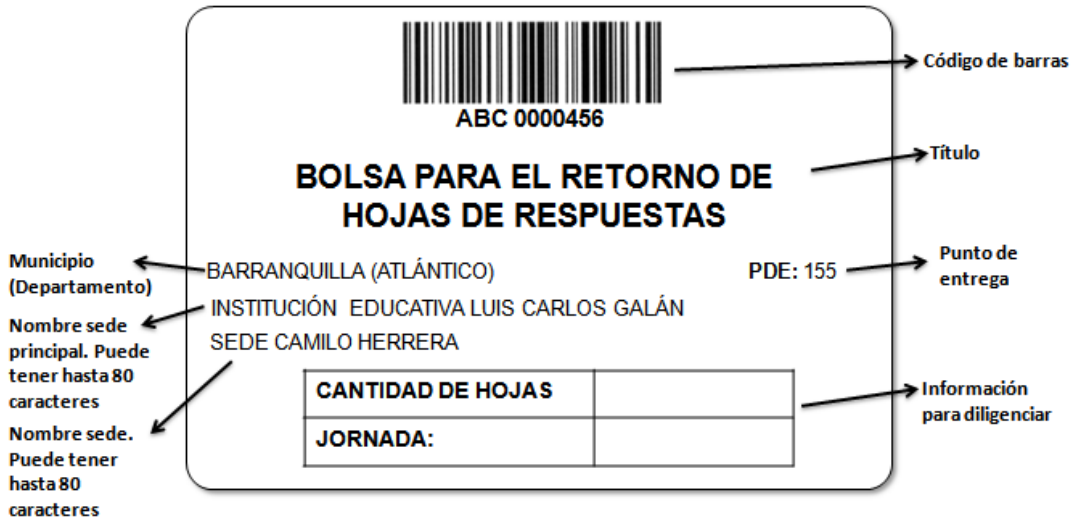 ABC 0000456
Código de barras
BOLSA PARA EL RETORNO DE
HOJAS DE RESPUESTAS
Título
Municipio
(Departamento)
BARRANQUILLA (ATLÁNTICO)
PDE: 155
Punto de
entrega
INSTITUCIÓN EDUCATIVA LUIS CARLOS GALÁN
SEDE CAMILO HERRERA
Nombre sede
principal. Puede
tener hasta 80
caracteres
Nombre sede.
Puede tener
hasta 80
caracteres
CANTIDAD DE HOJAS
JORNADA:
Información
para diligenciar